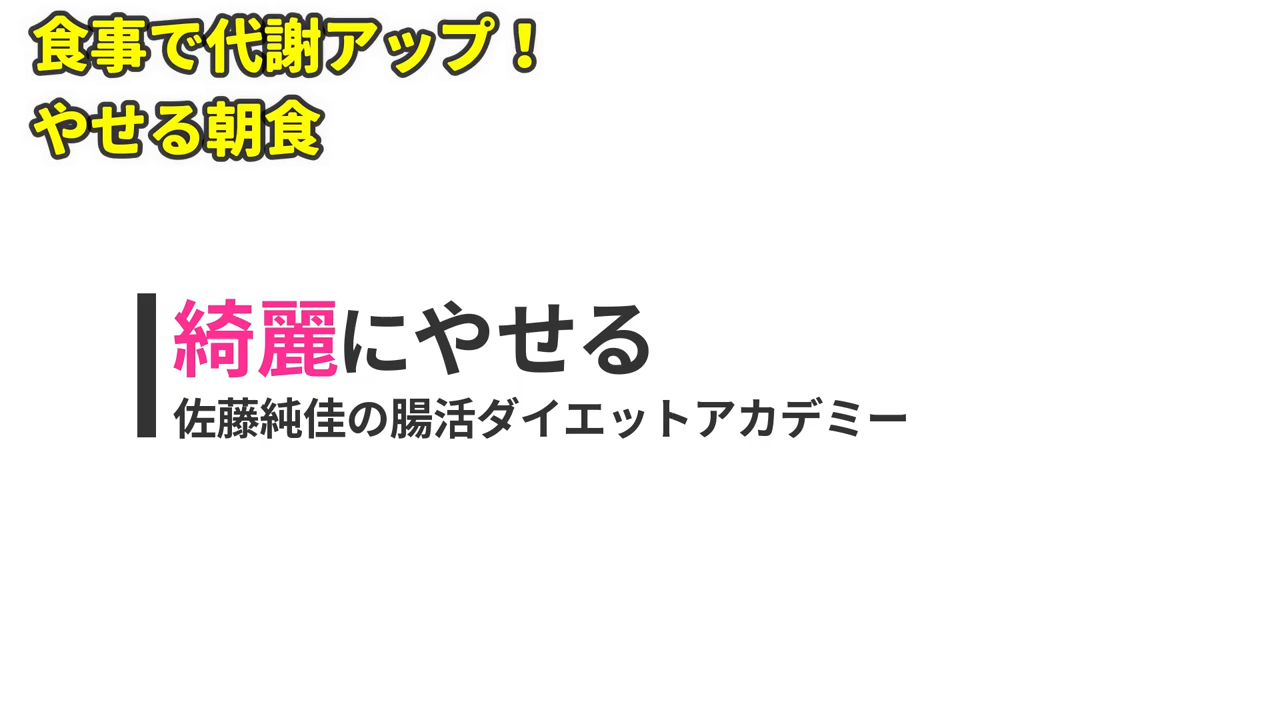 食事で代謝アップ！
やせる朝食
綺麗にやせる
佐藤純佳の腸活ダイエットアカデミー